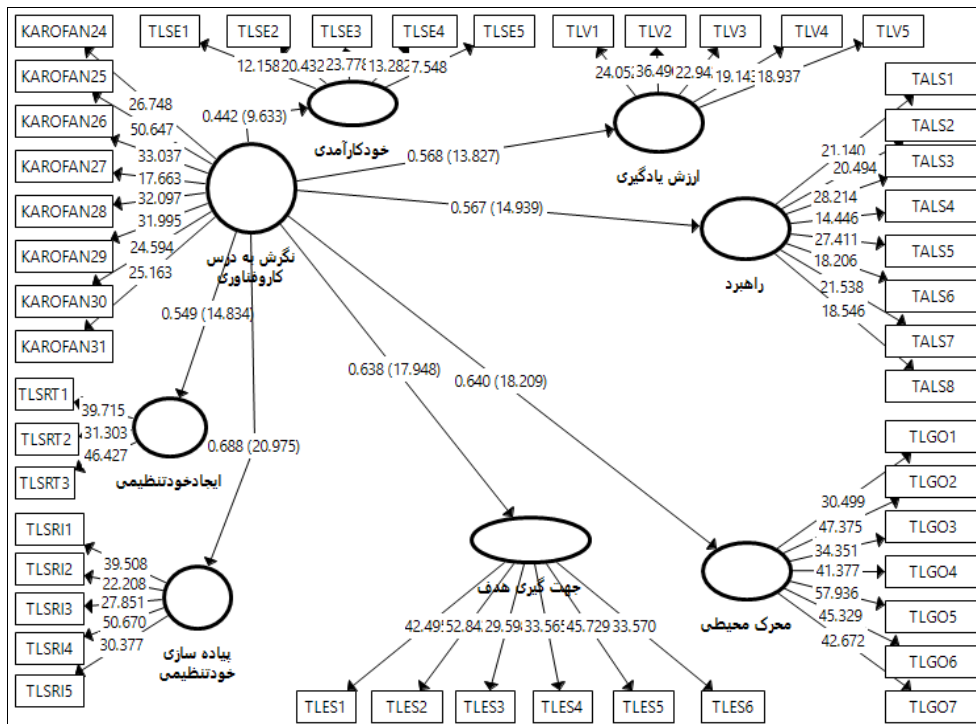 KAROFAN24
TLSE1
TLSE2
TLSE3
TLSE4
TLSE5
TLV1
TLV2
TLV3
TLV4
TLV5
KAROFAN25
KAROFAN26
KAROFAN27
KAROFAN28
KAROFAN29
KAROFAN30
KAROFAN31
26.748
50.647
33.037
17.663
32.097
31.995
24.594
25.163
12.158
20.432
23.778
13.282
7.548
0.442 (9.633)
خودکارآمدی
36.490
19.143
18.937
0.568 (13.827)
ارزش یادگیری
TALS1
TALS2
TALS3
TALS4
TALS5
TALS6
TALS7
TALS8
21.140
20.494
28.214
14.446
27.411
18.206
21.538
18.546
0.567 (14.939)
راهبرد
نگرش به درس
کاروفناوری
0.549 (14.834)
0.638 (17.948)
0.640 (18.209)
0.688 (20.975)
TLSRT1
TLSRT2
TLSRT3
39.715
31.303
46.427
ایجادخودتنظیمی
TLSRI1
TLSRI2
TLSRI3
TLSRI4
TLSRI5
39.508
22.208
27.851
50.670
30.377
پیاده سازی
خودتنظیمی
جهت گیری هدف
45.729
33.570
TLES1
TLES2
TLES3
TLES4
TLES5
TLES6
محرک محیطی
30.499
47.375
34.351
41.377
57.936
45.329
42.672
TLGO1
TLGO2
TLGO3
TLGO4
TLGO5
TLGO6
TLGO7